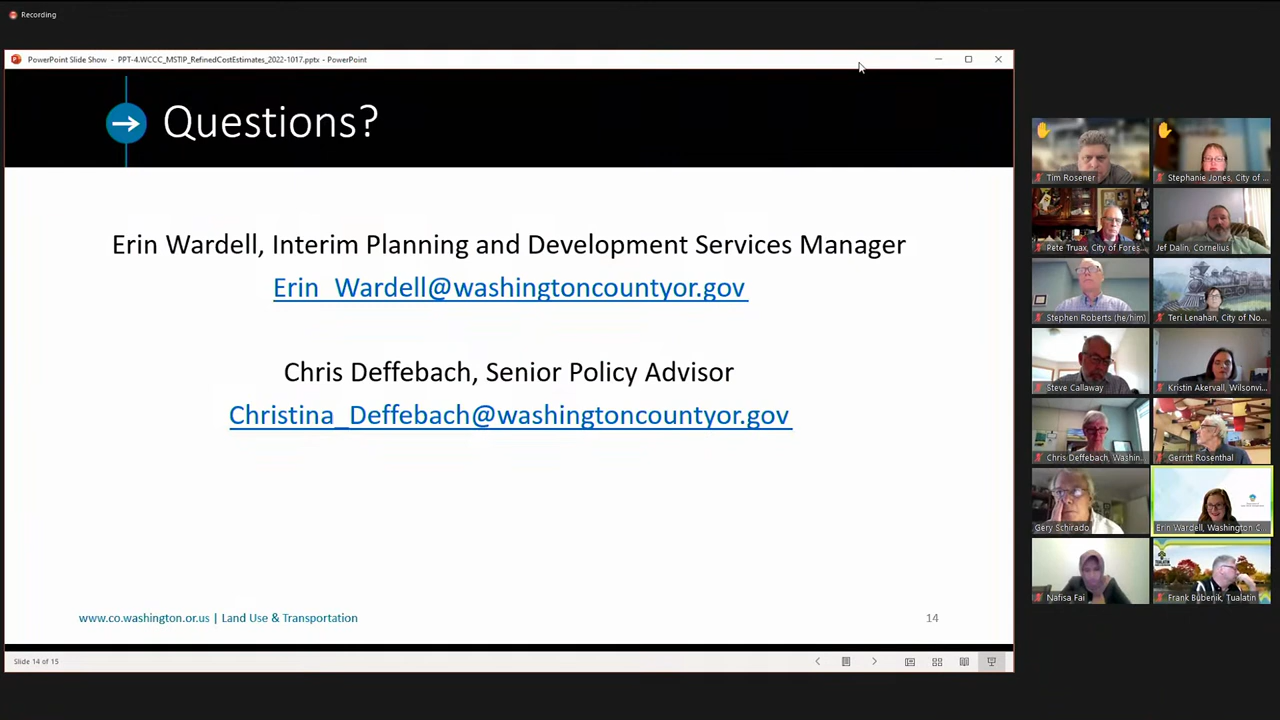 Recording
PowerPoint Slide Show - PPT-4.WCCC_MSTIP_RefinedCostEstimates_2022-1017.pptx - PowerPoint
Questions?
Erin Wardell, Interim Planning and Development Services Manager
Erin_Wardell@washingtoncountyor.gov
Chris Deffebach, Senior Policy Advisor
Christina_Deffebach@washingtoncountyor.gov
www.co.washington.or.us | Land Use & Transportation
14
Slide 14 of 15
Tim Rosener
Stephanie Jones, City of ...
Pete Truax, City of Fores...
Jef Dalin, Cornelius
Stephen Roberts (he/him)
Teri Lenahan, City of No...
Steve Callaway
Kristin Akervall, Wilsonvi...
Chris Deffebach, Washin...
Gerritt Rosenthal
Gery Schirado
Erin Wardell, Washington C...
Nafisa Fai
TUALATIN
Frank Bubenik, Tualatin